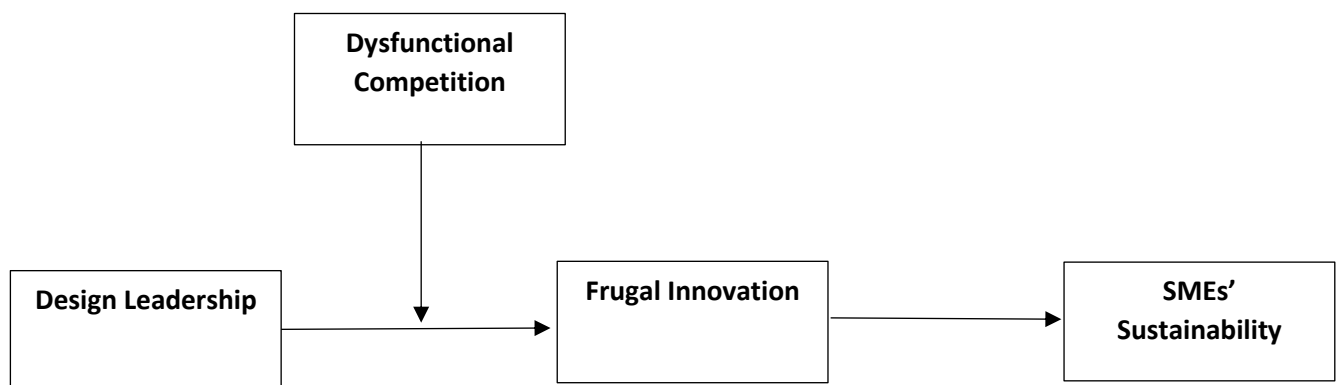 Dysfunctional
Competition
Design Leadership
Frugal Innovation
SMEs’
Sustainability